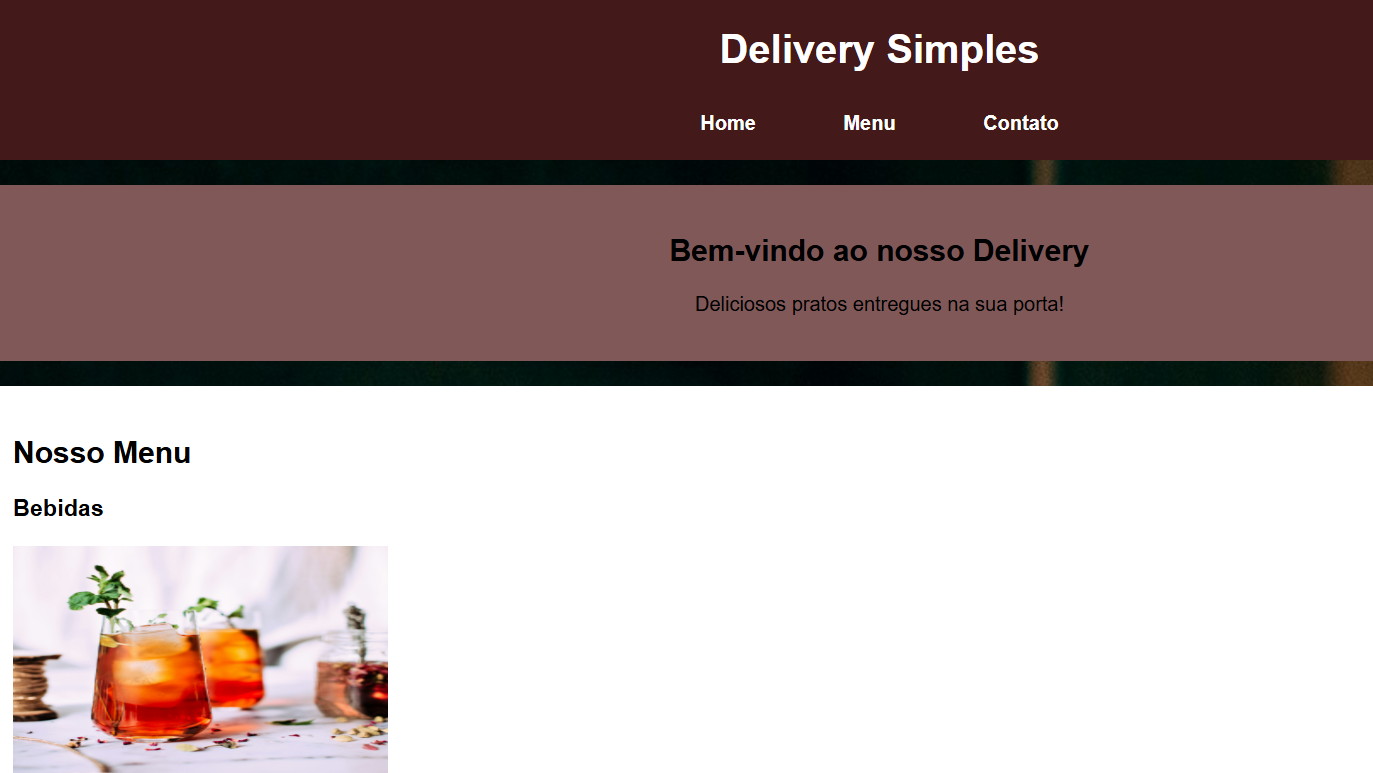 Delivery Simples
Home Menu Contato
Bem-vindo ao nosso Delivery
Deliciosos pratos entregues na sua porta!
Nosso Menu
Bebidas